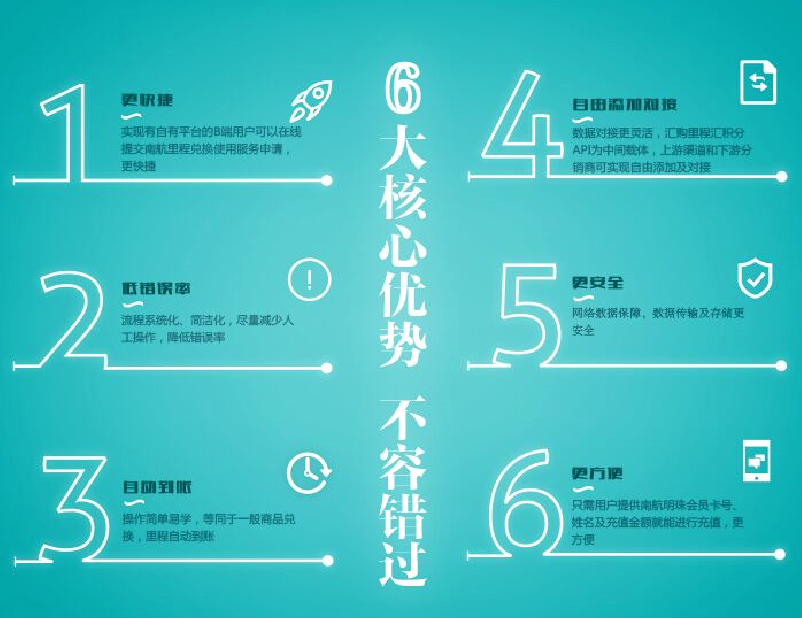 6大核心优势 不容错过
1
更快捷
实现有自有平台的B端用户可以在线
提交南航里程兑换使用服务申请，
更快捷
2
低错误率
流程系统化、简洁化，尽量减少人
工操作，降低错误率
3
自动到账
操作简单易学，等同于一般商品兑
换，里程自动到账
4
自由添加对接
数据对接更灵活，汇购里程汇积分
API为中间载体，上游渠道和下游分
销商可实现自由添加及对接
5
更安全
网络数据保障、数据传输及存储更
安全
6
更方便
只需用户提供南航明珠会员卡号、
姓名及充值金额就能进行充值，更
方便